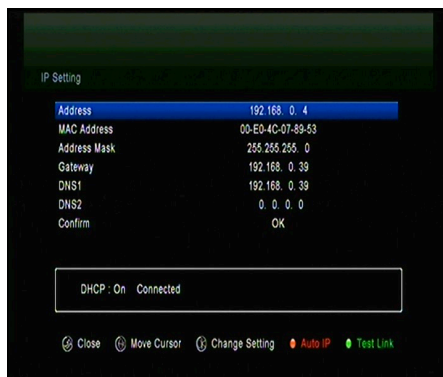 IP Setting
Address 192.168. 0. 4
MAC Address 00-E0-4C-07-89-53
Address Mask 255.255.255. 0
Gateway 192.168. 0. 39
DNS1 192.168. 0. 39
DNS2 0. 0. 0. 0
Confirm OK
DHCP : On Connected
Close Move Cursor Change Setting Auto IP Test Link